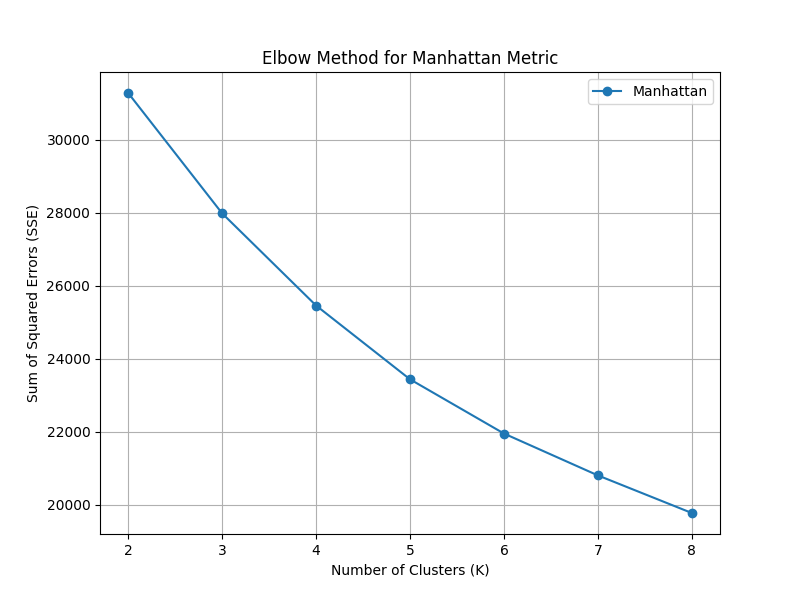 Elbow Method for Manhattan Metric
Manhattan
30000
28000
26000
24000
22000
20000
Sum of Squared Errors (SSE)
2 3 4 5 6 7 8
Number of Clusters (K)